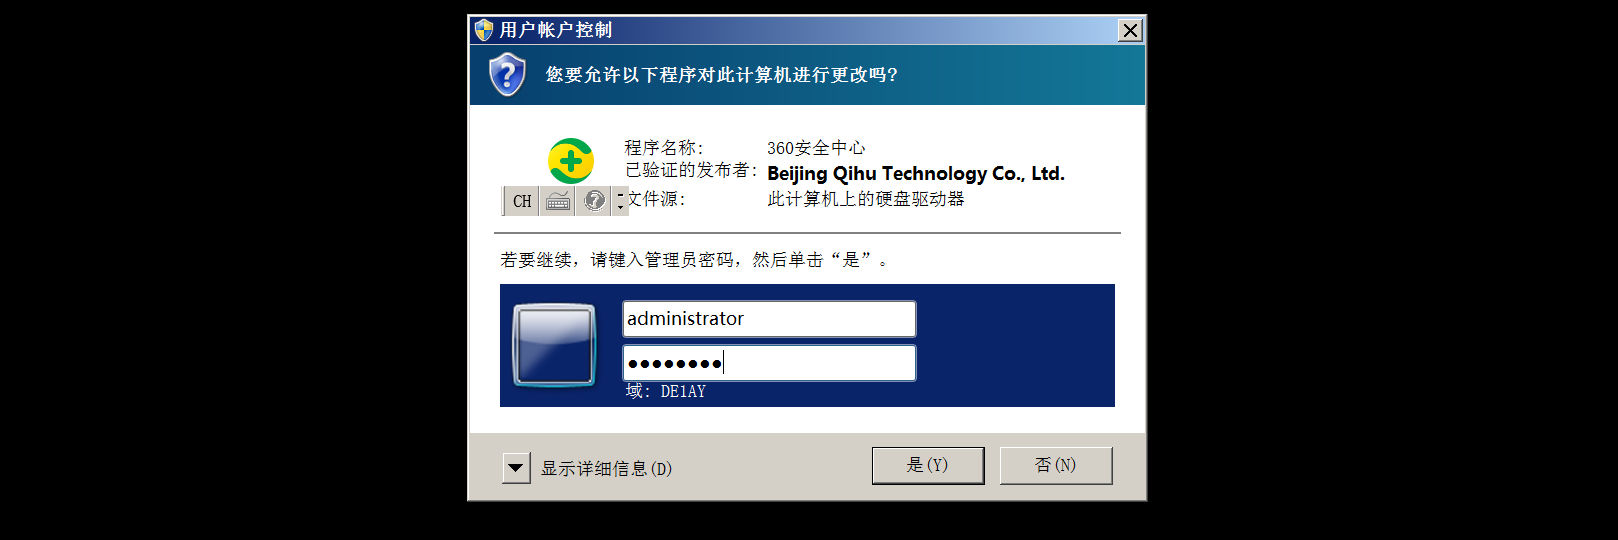 用户帐户控制
您要允许以下程序对此计算机进行更改吗?
程序名称: 360安全中心
已验证的发布者: Beijing Qihu Technology Co., Ltd.
CH
文件源: 此计算机上的硬盘驱动器
若要继续，请键入管理员密码，然后单击“是”。
administrator
●●●●●●●●
域: DE1AY
显示详细信息(D)
是(Y)
否(N)